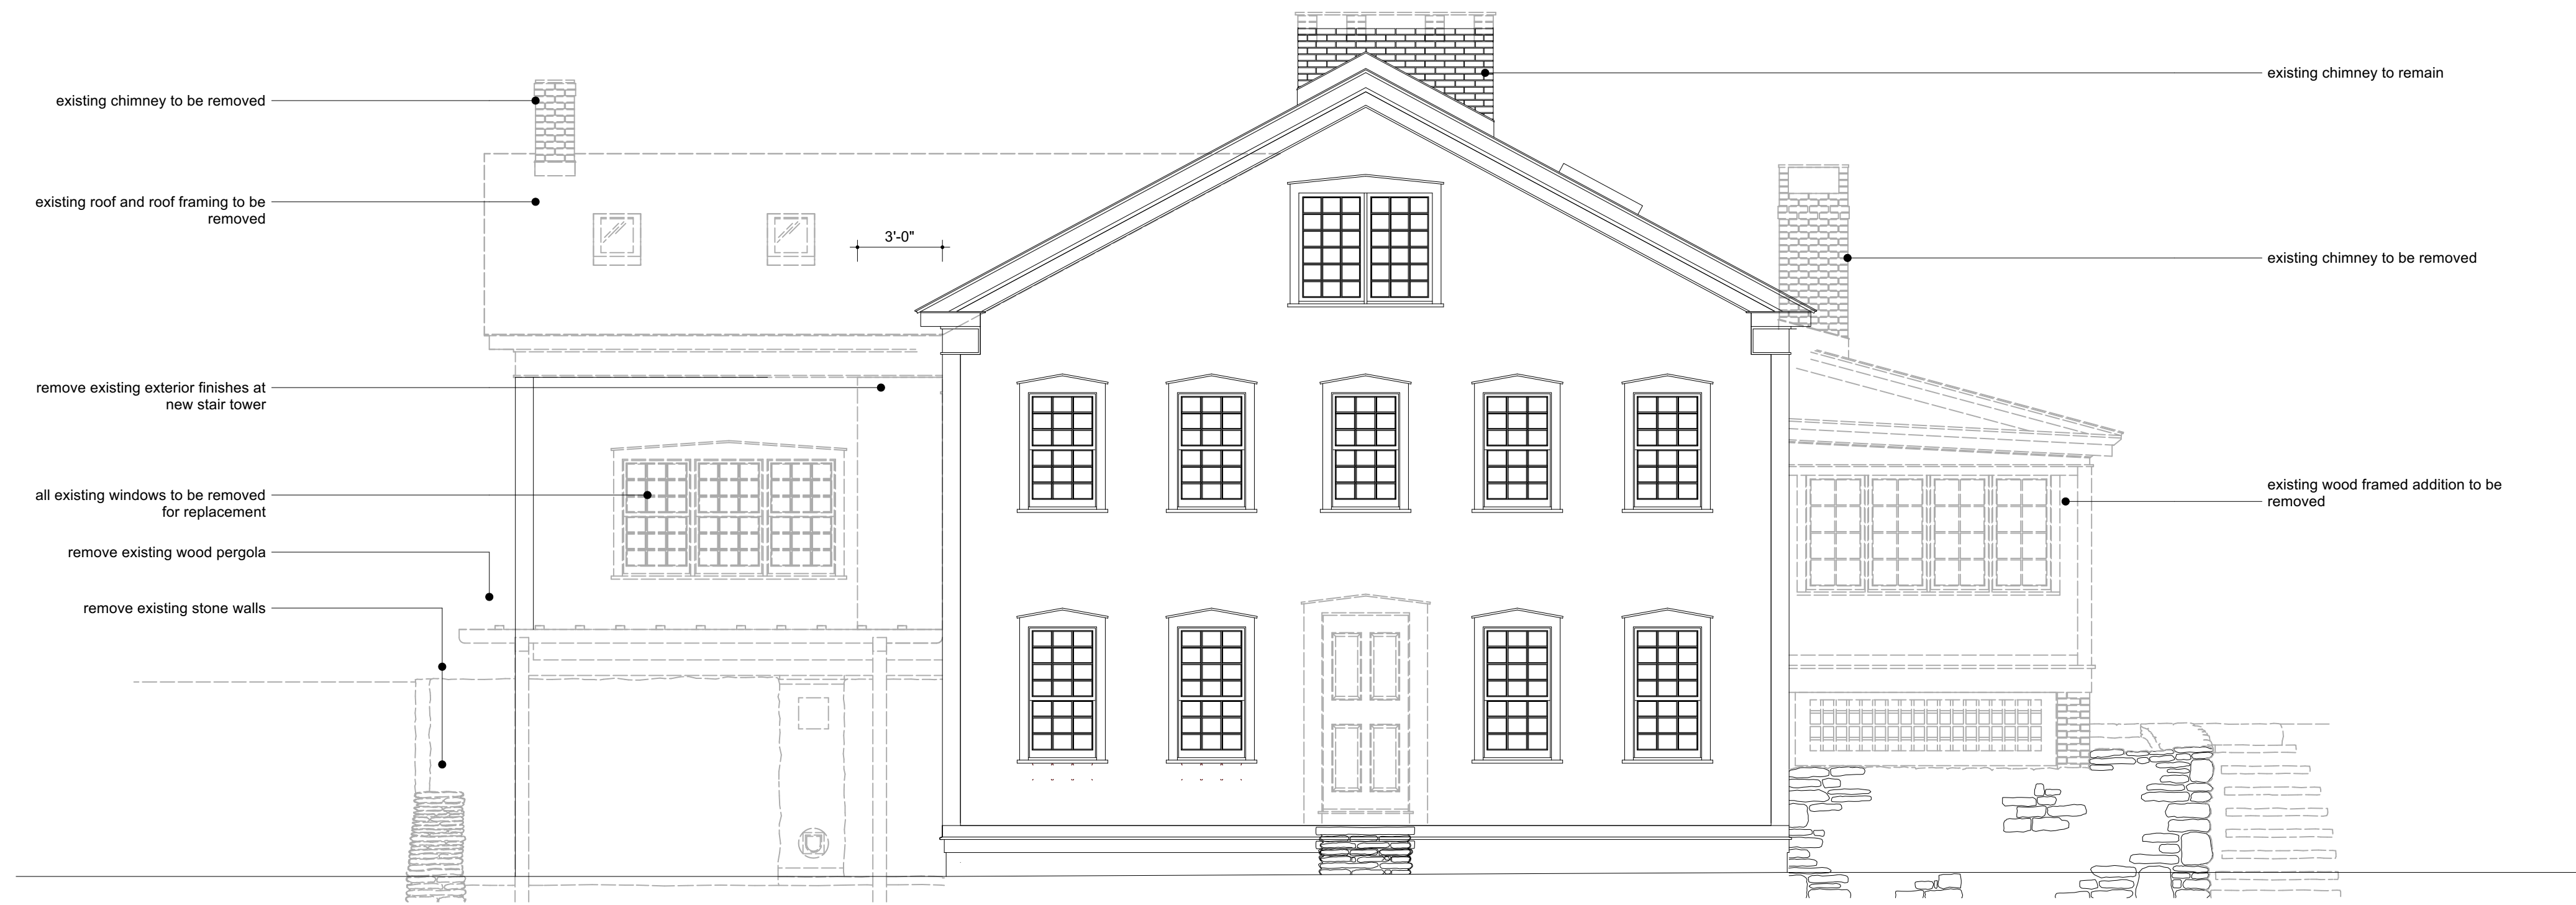 existing chimney to be removed
existing roof and roof framing to be
removed
remove existing exterior finishes at
new stair tower
all existing windows to be removed
for replacement
remove existing wood pergola
remove existing stone walls
3'-0"
existing chimney to remain
existing chimney to be removed
existing wood framed addition to be
removed